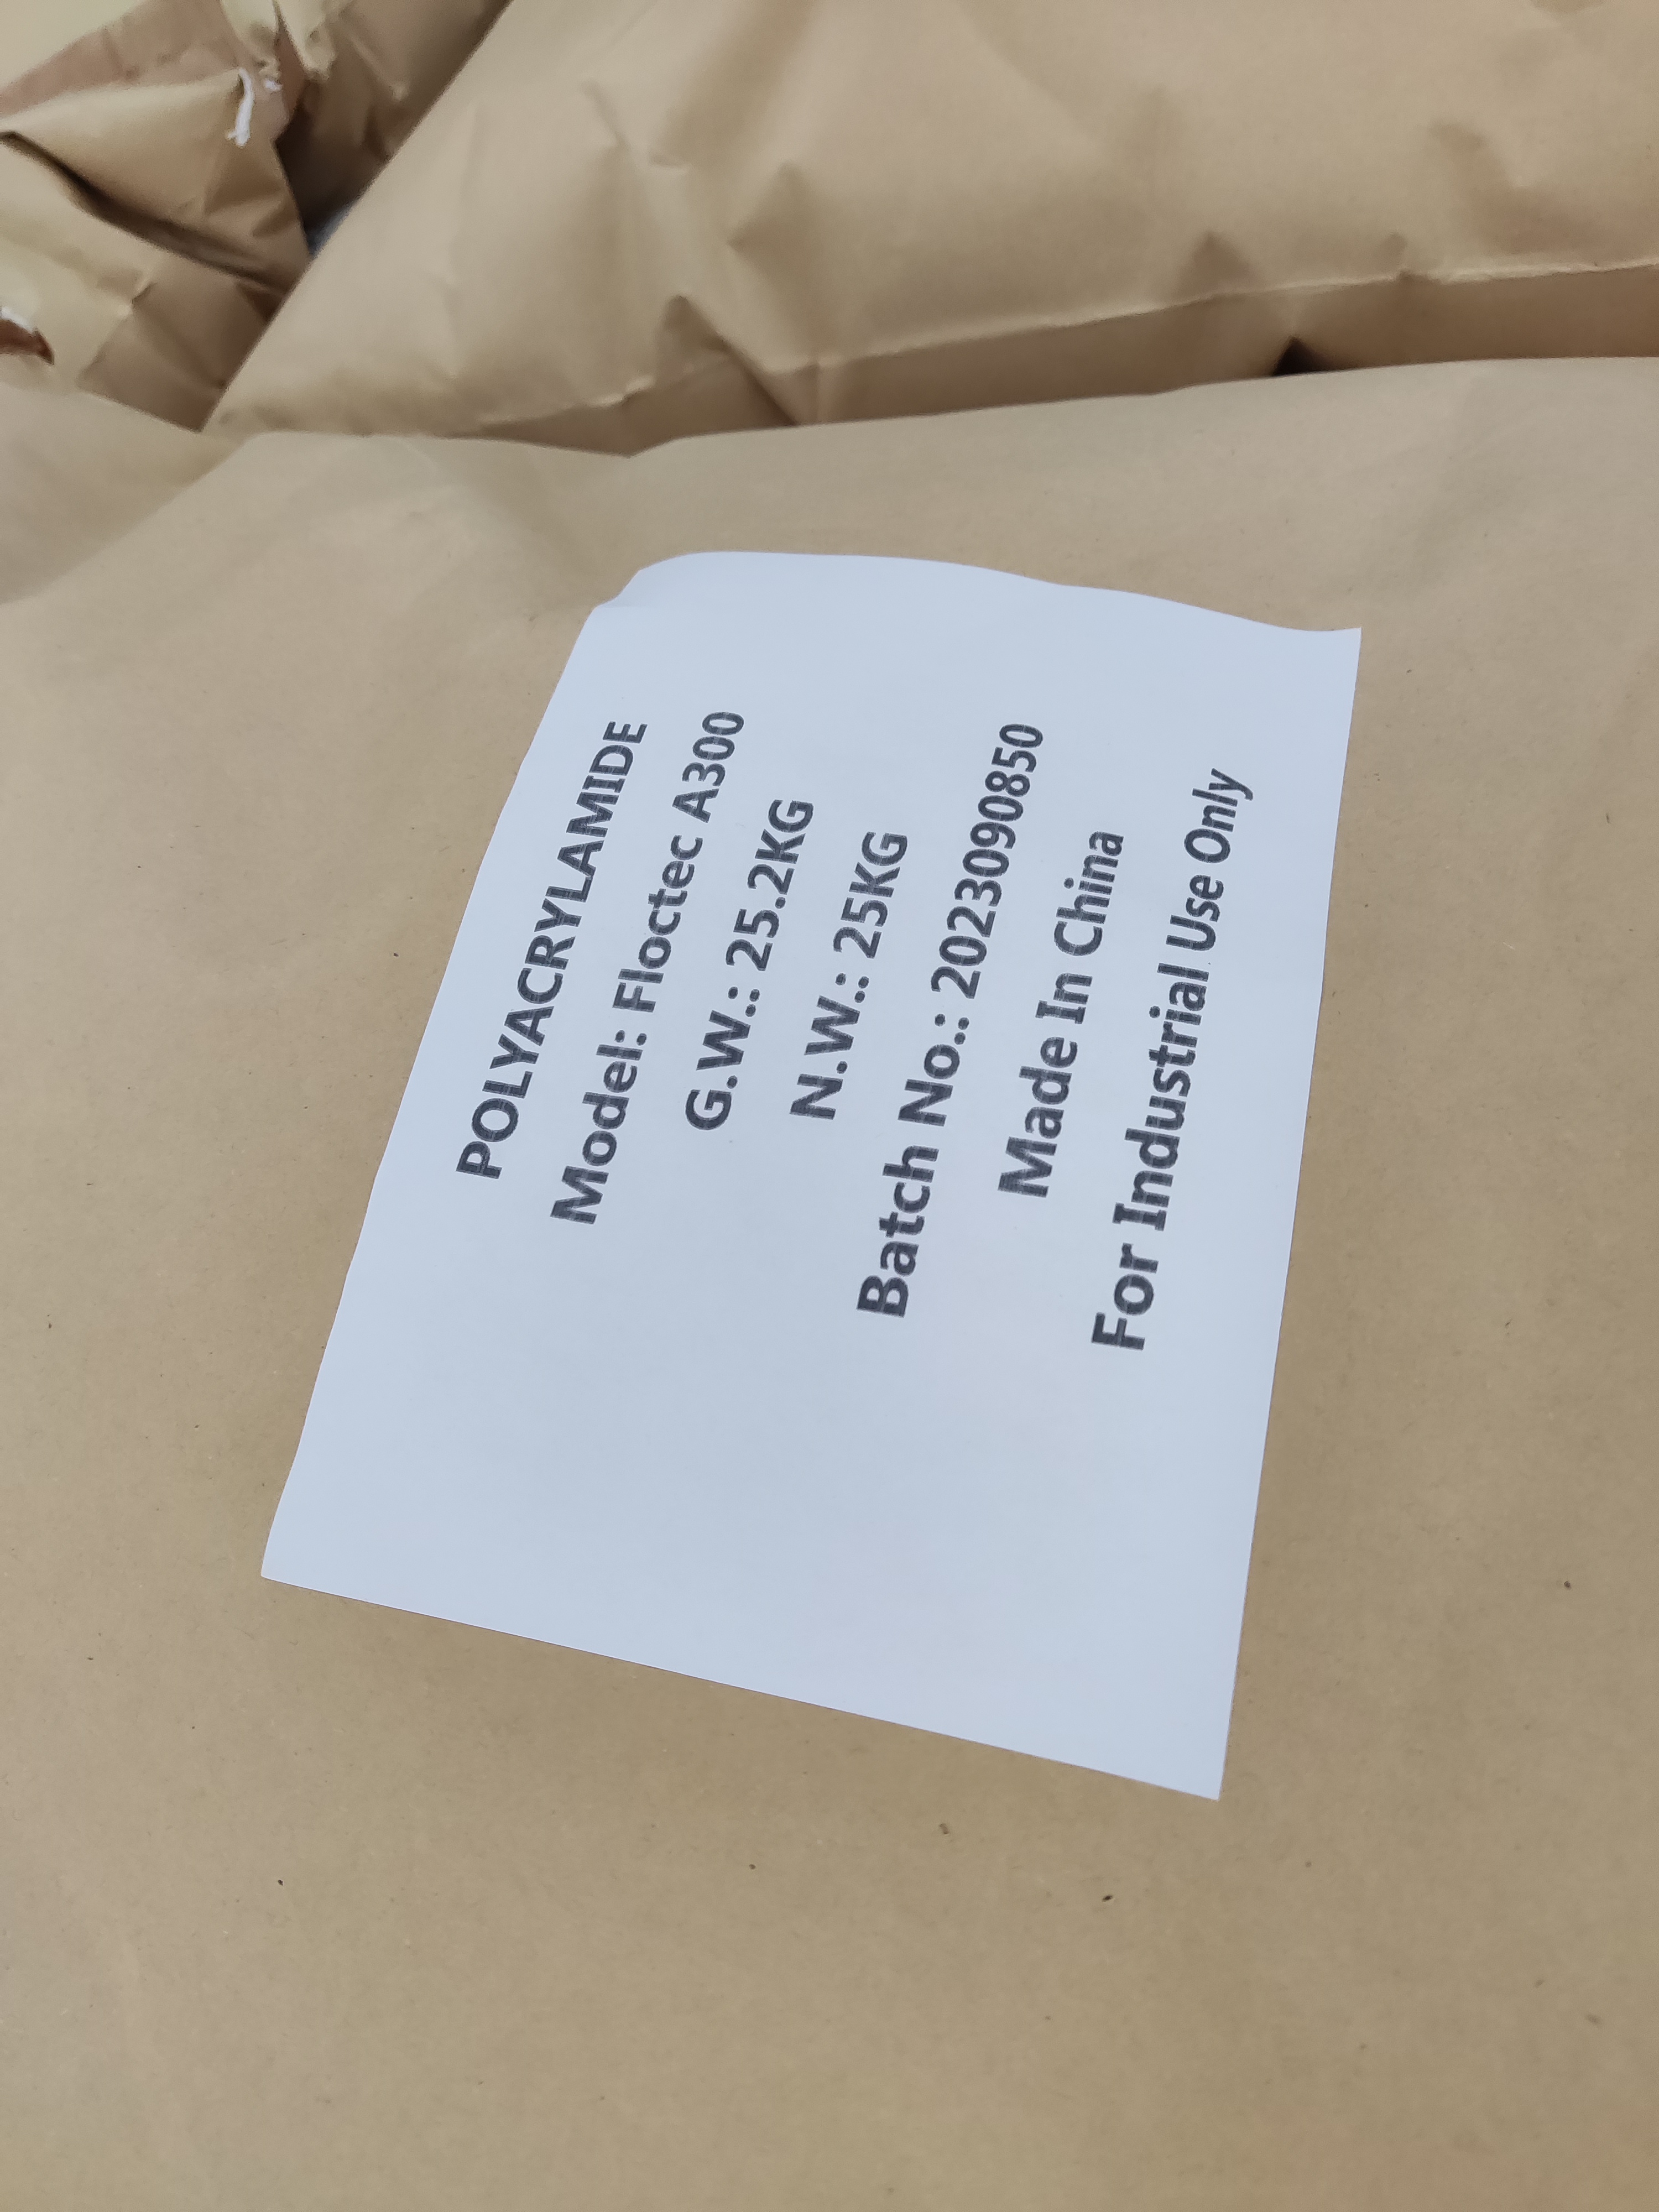 POLYACRYLAMIDE
Model: Floctec A300
G.W.: 25.2KG
N.W.: 25KG
Batch No.: 2023090850
Made In China
For Industrial Use Only